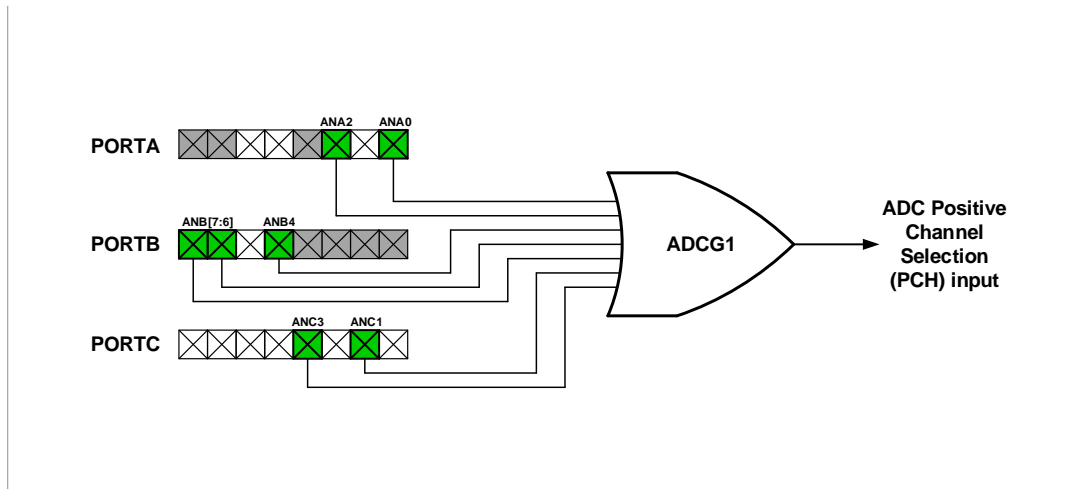 ANA2 ANA0
PORTA
ANB[7:6] ANB4
PORTB
ANC3 ANC1
PORTC
ADCG1
ADC Positive
Channel
Selection
(PCH) input